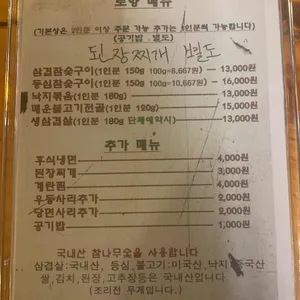 메뉴
(기본상은 2인분 이상 주문 가능 추가는 1인분씩 가능합니다)
(공기밥 별도)
된장찌개 별도
삼겹참숯구이(1인분 150g 100g=8,667원) 13,000원
등심참숯구이(1인분 150g 100g=10,667원) 16,000원
낙지볶음(1인분 180g) 13,000원
매운불고기전골(1인분 120g) 15,000원
생삼겹살(1인분 180g 단체예약시) 13,000원
추가 메뉴
후식냉면 4,000원
된장찌개 3,000원
계란찜 4,000원
우동사리추가 2,000원
당면사리추가 2,000원
공기밥 1,000원
국내산 참나무숯을 사용합니다
삼겹살:국내산, 등심,불고기:미국산,낙지:중국산
쌀,김치,된장,고추장등은 국내산입니다
(조리전 무게입니다.)